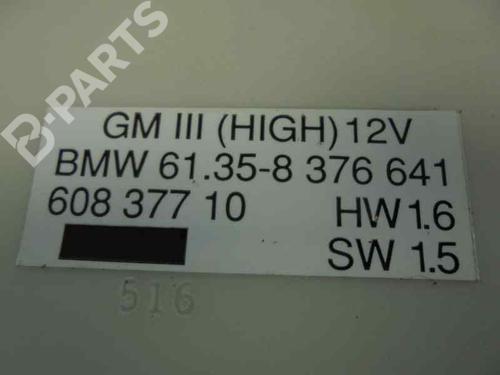 B-PARTS
GM III (HIGH) 12V
BMW 61.35-8 376 641
608 377 10 HW 1.6
SW 1.5
516